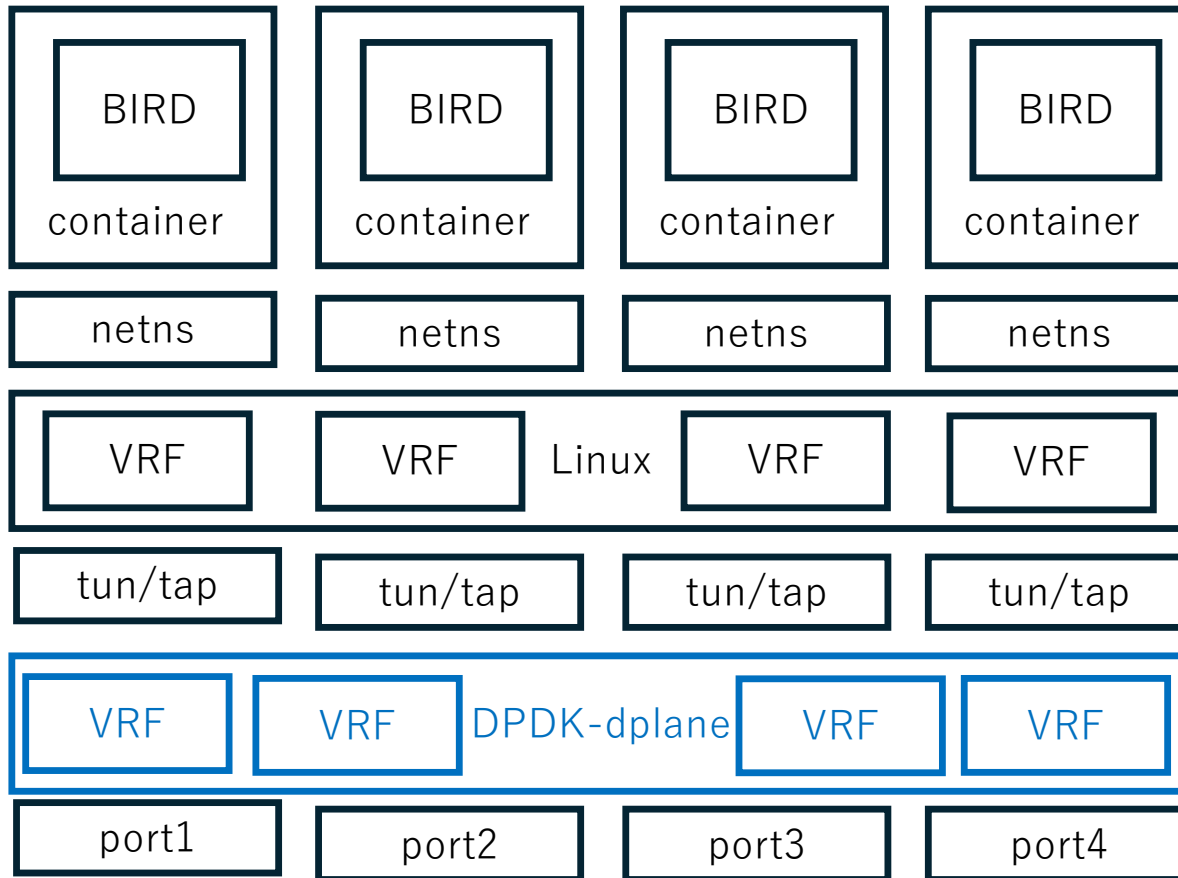 BIRD BIRD BIRD BIRD
container container container container
netns netns netns netns
VRF VRF Linux VRF VRF
tun/tap tun/tap tun/tap tun/tap
VRF VRF DPDK-dplane VRF VRF
port1 port2 port3 port4